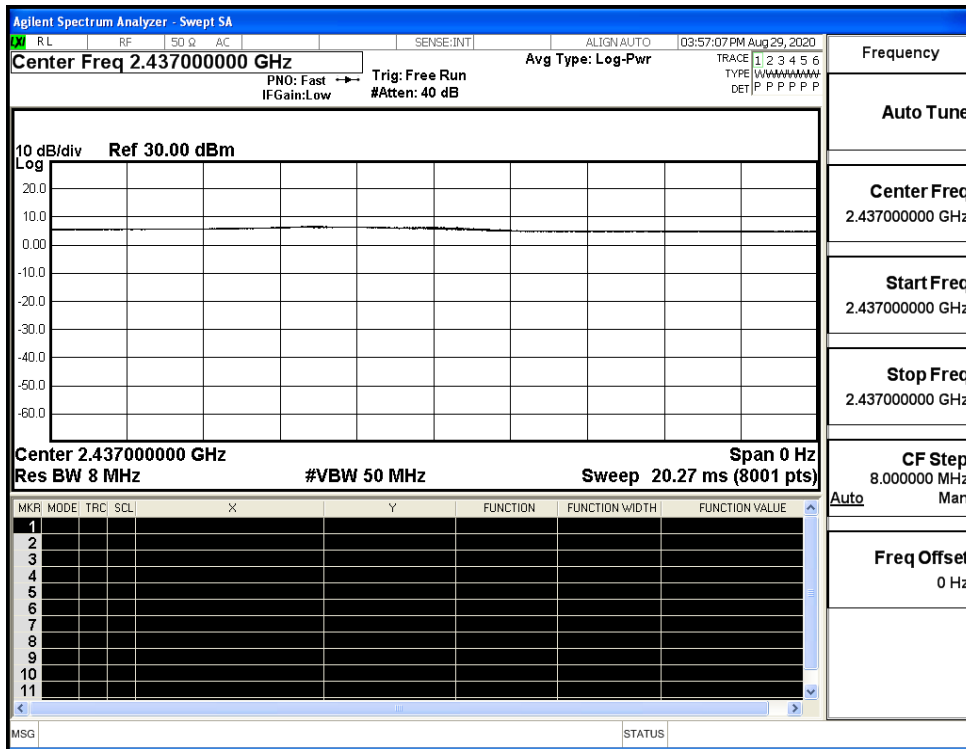 Agilent Spectrum Analyzer - Swept SA
LXI RL RF 50 Ω AC SENSE:INT ALIGN AUTO 03:57:07 PM Aug 29, 2020
Center Freq 2.437000000 GHz
PNO: Fast
IFGain:Low
Trig: Free Run
#Atten: 40 dB
Avg Type: Log-Pwr
TRACE 1 2 3 4 5 6
TYPE WWWWWW
DET P P P P P P
10 dB/div Ref 30.00 dBm
Log
20.0
10.0
0.00
-10.0
-20.0
-30.0
-40.0
-50.0
-60.0
Center 2.437000000 GHz Span 0 Hz
Res BW 8 MHz #VBW 50 MHz Sweep 20.27 ms (8001 pts)
MKR MODE TRC SCL X Y FUNCTION FUNCTION WIDTH FUNCTION VALUE
1
2
3
4
5
6
7
8
9
10
11
MSG STATUS
Frequency
Auto Tune
Center Freq
2.437000000 GHz
Start Freq
2.437000000 GHz
Stop Freq
2.437000000 GHz
CF Step
8.000000 MHz
Auto Man
Freq Offset
0 Hz